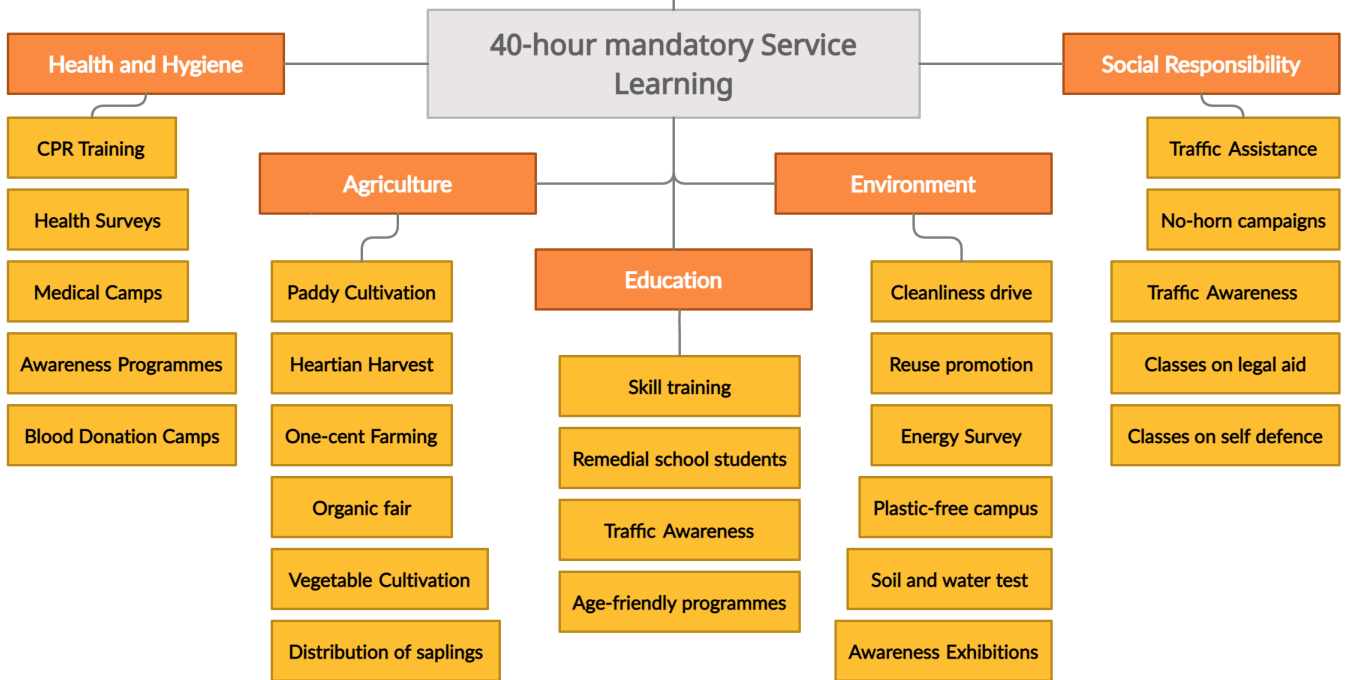 40-hour mandatory Service
Learning
Health and Hygiene
CPR Training
Health Surveys
Medical Camps
Awareness Programmes
Blood Donation Camps
Agriculture
Paddy Cultivation
Heartian Harvest
One-cent Farming
Organic fair
Vegetable Cultivation
Distribution of saplings
Education
Skill training
Remedial school students
Traffic Awareness
Age-friendly programmes
Environment
Cleanliness drive
Reuse promotion
Energy Survey
Plastic-free campus
Soil and water test
Awareness Exhibitions
Social Responsibility
Traffic Assistance
No-horn campaigns
Traffic Awareness
Classes on legal aid
Classes on self defence